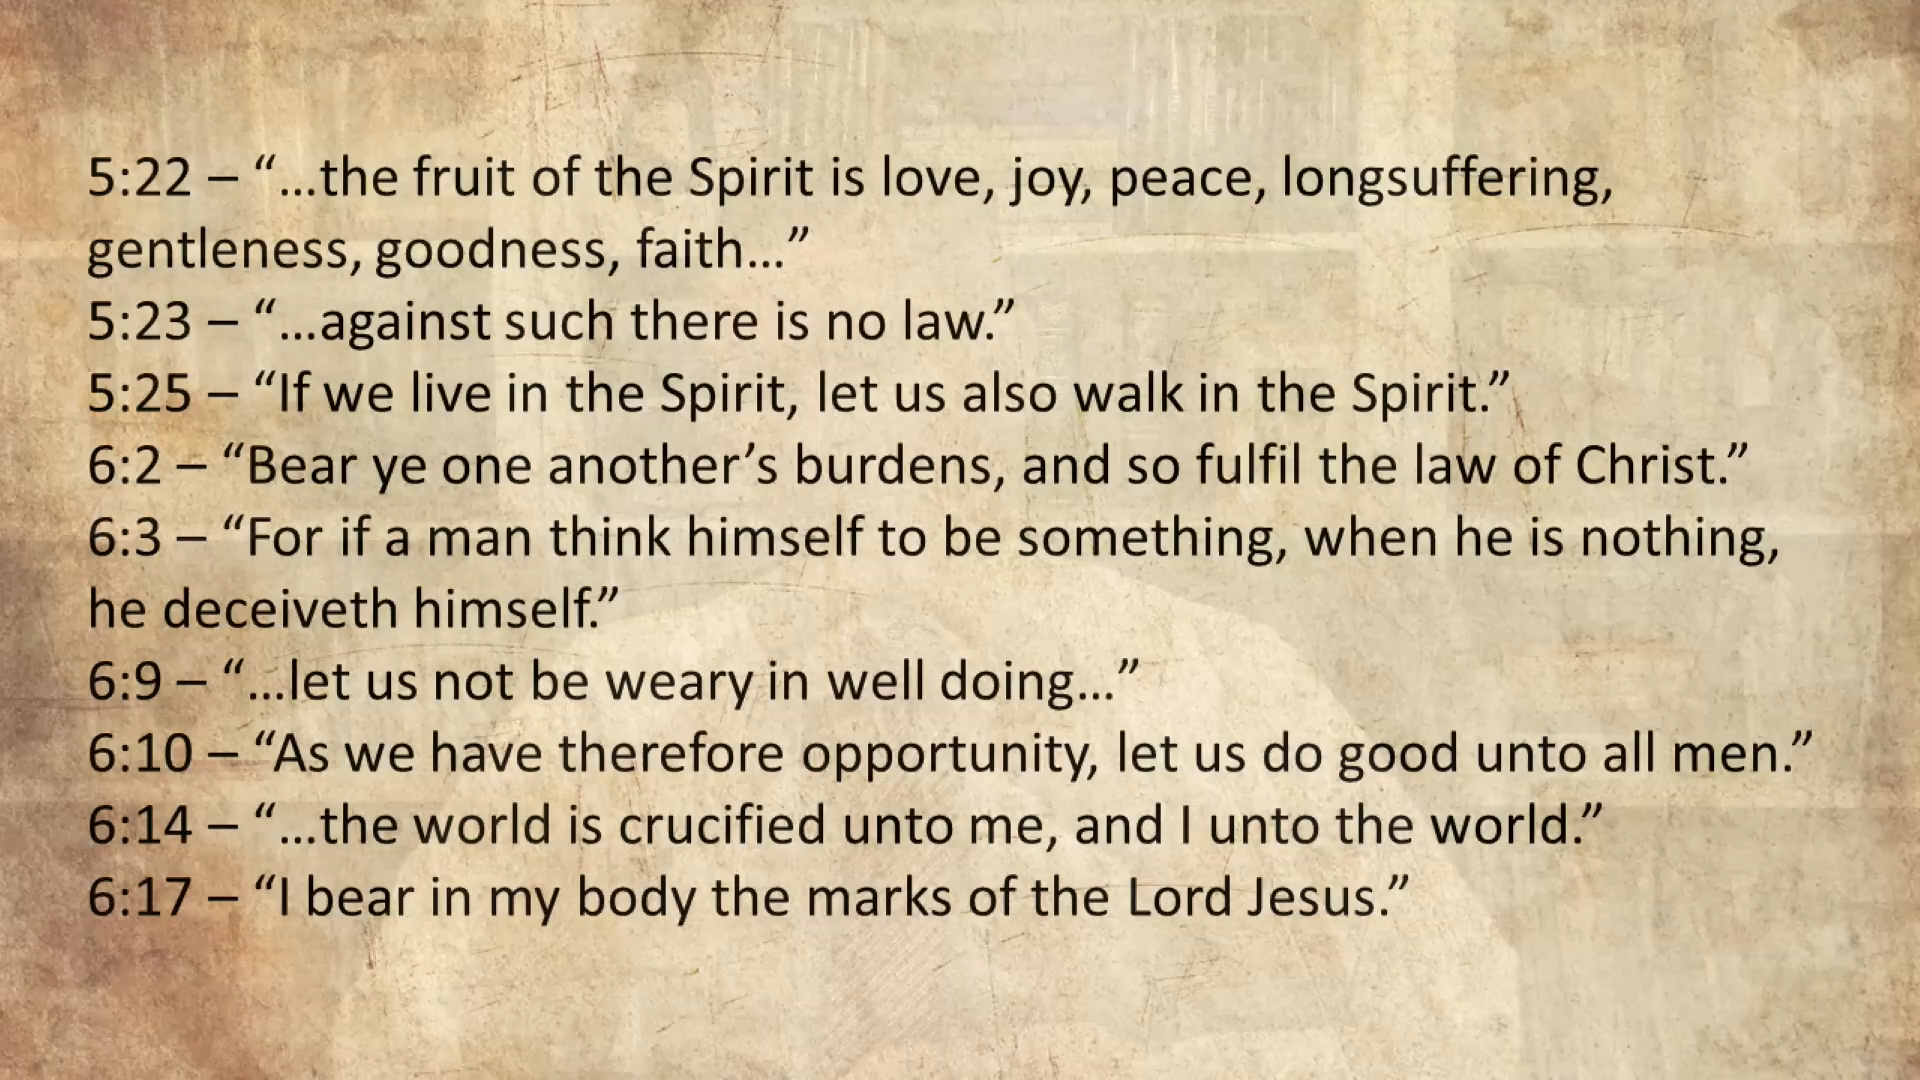 5:22 – “…the fruit of the Spirit is love, joy, peace, longsuffering,
gentleness, goodness, faith…”
5:23 – “…against such there is no law.”
5:25 – “If we live in the Spirit, let us also walk in the Spirit.”
6:2 – “Bear ye one another’s burdens, and so fulfil the law of Christ.”
6:3 – “For if a man think himself to be something, when he is nothing,
he deceiveth himself.”
6:9 – “…let us not be weary in well doing…”
6:10 – “As we have therefore opportunity, let us do good unto all men.”
6:14 – “…the world is crucified unto me, and I unto the world.”
6:17 – “I bear in my body the marks of the Lord Jesus.”